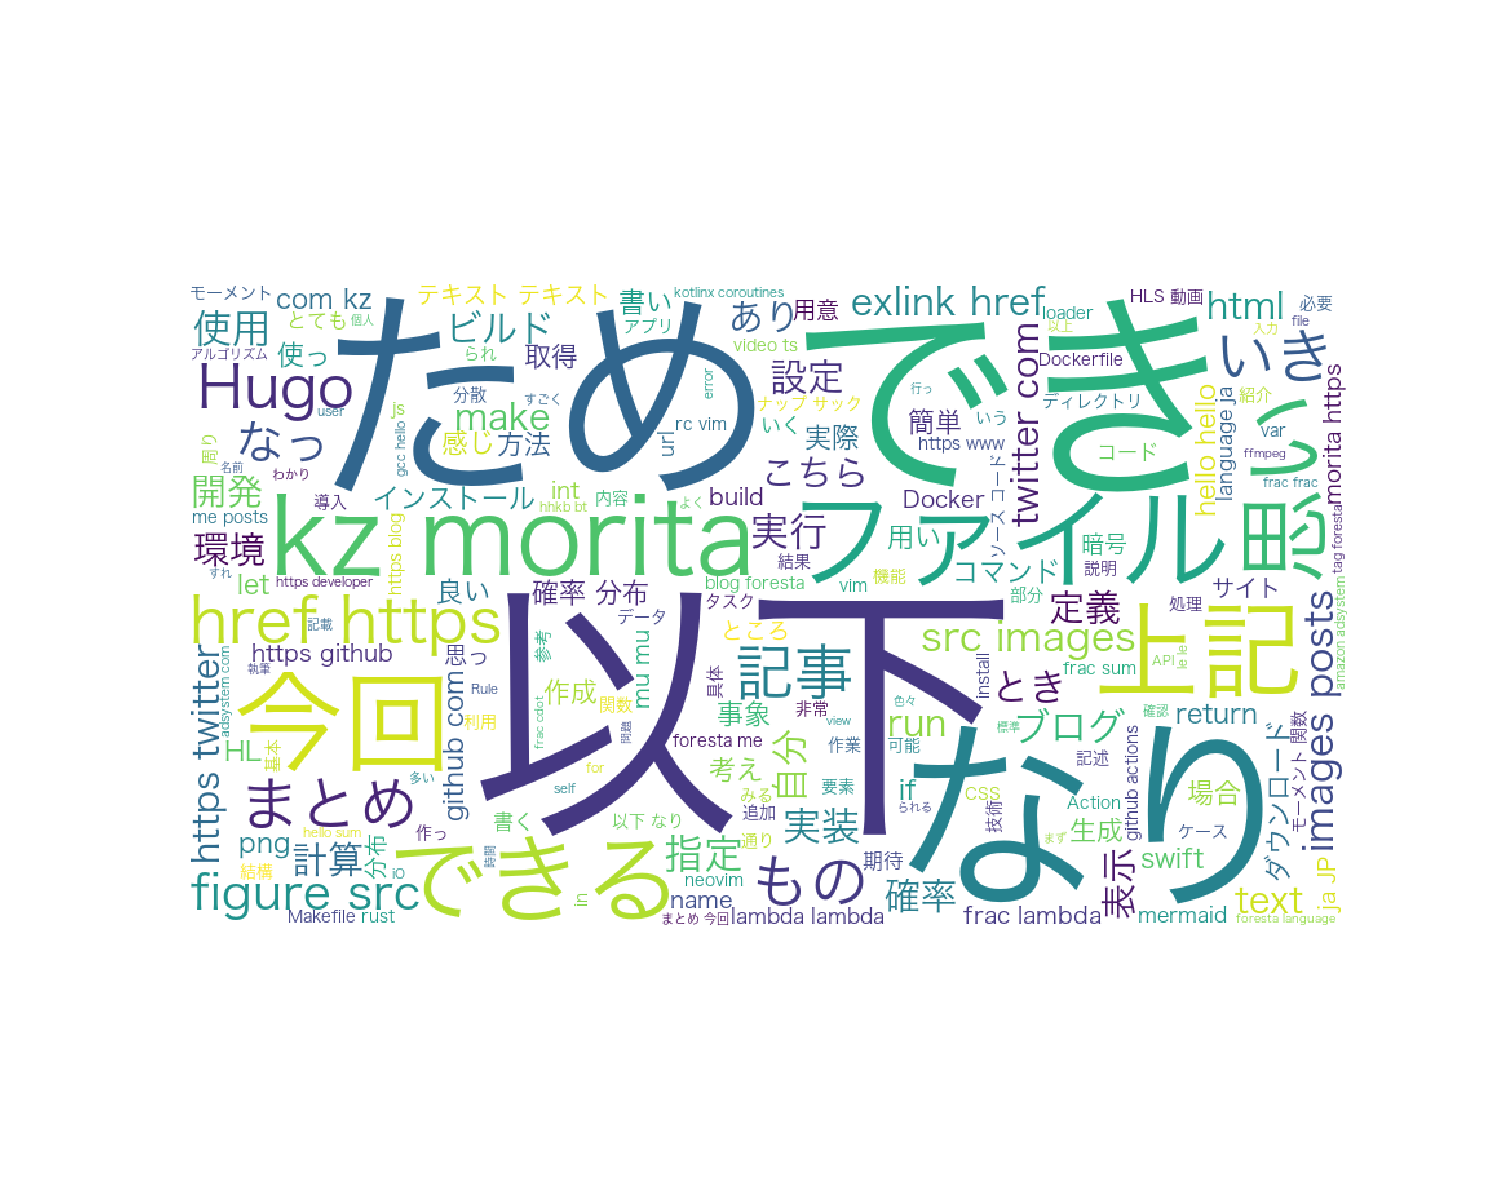 モーメント
com kz
テキスト テキスト
書い
kotlinx coroutines
あり
用意
exlink href
loader
HLS 動画
html
必要
file
使用
とても
個人
ビルド
アプリ
ため
でき
以上
入力
いき
アルゴリズム
使っ
られ
取得
video ts
設定
twitter com
Dockerfile
Hugo
user
js
gcc hello
分散
すごく
error
ナップ サック
行っ
簡単
ディレクトリ
紹介
make
rc vim
いく
実際
いう
hello hello
language ja
var
なっ
周り
感じ
方法
url
こちら
https www
コード
ffmpeg
morita https
名前
わかり
開発
導入
インストール
int
hhkb bt
内容
よく
build
Docker
ソース コード
frac frac
思い
me posts
https blog
kz morita
実行
ファイル
用い
暗号
環境
すれ
結果
コマンド
説明
tag foresta
let
https developer
良い
確率 分布
blog foresta
vim
機能
部分
サイト
href https
記載
データ
タスク
定義
処理
amazon adsystem
以下
ところ
src images
https github
執筆
思っ
参考
mu mu
具体
記事
install
とき
frac sum
API
le le
上記
images posts
https twitter
adsystem com
今回
github com
Rule
作成
関数
事象
非常
色々
run
ブログ
確認
return
HL
基本
利用
frac cdot
問題
foresta me
view
作業
可能
標準
なり
記述
github actions
ダウンロード
モーメント 関数
多い
self
for
考え
自分
みる
要素
if
css
Action
技術
場合
まとめ
hello sum
作っ
書く
以下 なり
追加
通り
実装
まず
生成
ケース
られる
png
結構
計算
分布
io
できる
時間
指定
もの
期待
確率
表示
swift
ja JP
figure src
neovim
in
name
text
Makefile
rust
まとめ 今回
lambda lambda
frac lambda
mermaid
foresta language